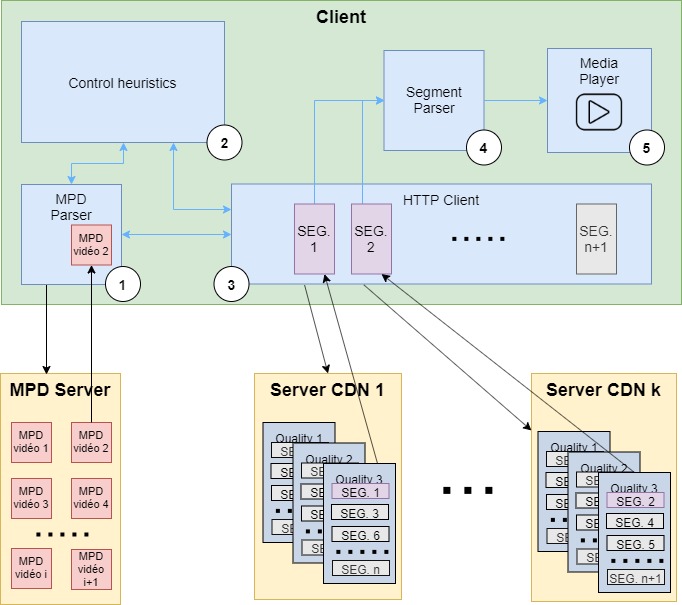 Client
Control heuristics
2
Segment
Parser
4
Media
Player
5
MPD
Parser
MPD
vidéo 2
1
HTTP Client
SEG.
1
SEG.
2
SEG.
n+1
3
MPD Server
MPD
vidéo 1
MPD
vidéo 2
MPD
vidéo 3
MPD
vidéo 4
MPD
vidéo i
MPD
vidéo
i+1
Server CDN 1
Quality 1
SE
SE
SE
Quality 2
SE
SE
SE
SE
Quality 3
SEG. 1
SEG. 3
SEG. 6
SEG. n
Server CDN k
Quality 1
SE
SE
SE
Quality 2
SE
SE
SE
SE
Quality 3
SEG. 2
SEG. 4
SEG. 5
SEG. n+1